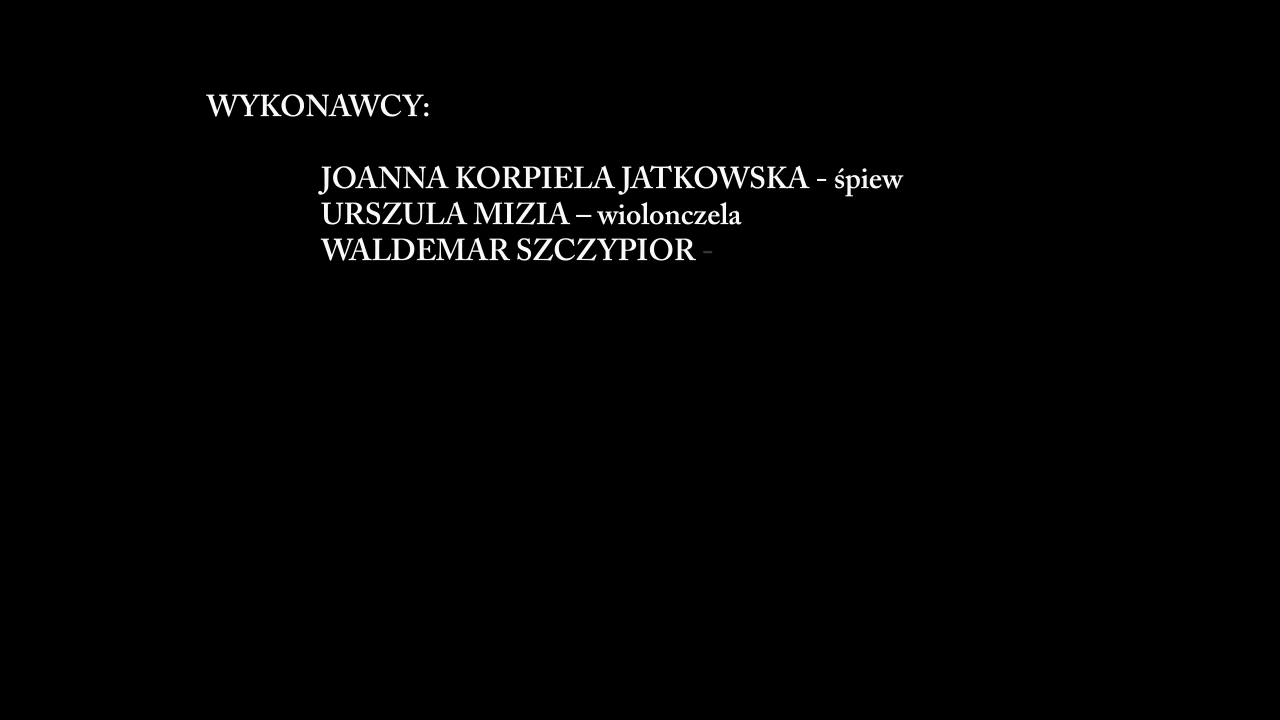 WYKONAWCY:
JOANNA KORPIELA JATKOWSKA - śpiew
URSZULA MIZIA – wiolonczela
WALDEMAR SZCZYPIOR -